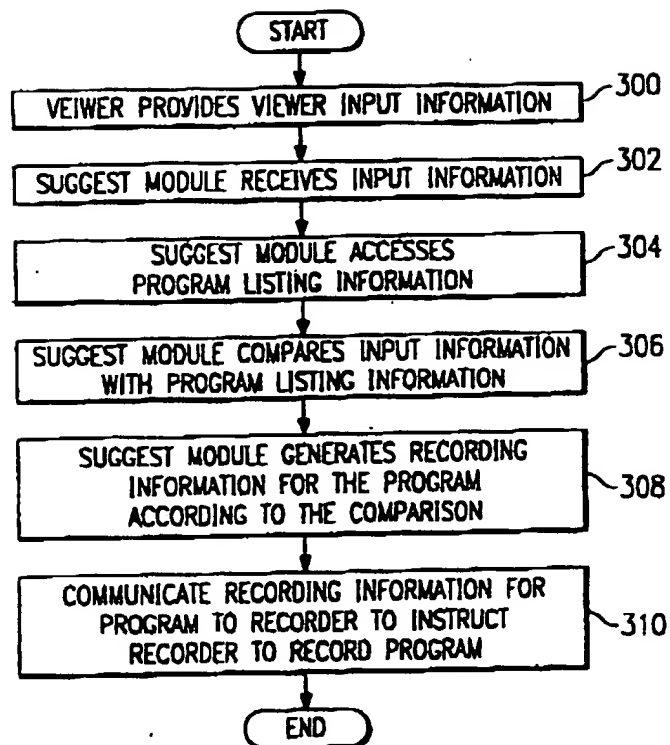 START
VEIWER PROVIDES VIEWER INPUT INFORMATION
300
SUGGEST MODULE RECEIVES INPUT INFORMATION
302
SUGGEST MODULE ACCESSES
PROGRAM LISTING INFORMATION
304
SUGGEST MODULE COMPARES INPUT INFORMATION
WITH PROGRAM LISTING INFORMATION
306
SUGGEST MODULE GENERATES RECORDING
INFORMATION FOR THE PROGRAM
ACCORDING TO THE COMPARISON
308
COMMUNICATE RECORDING INFORMATION FOR
PROGRAM TO RECORDER TO INSTRUCT
RECORDER TO RECORD PROGRAM
310
END